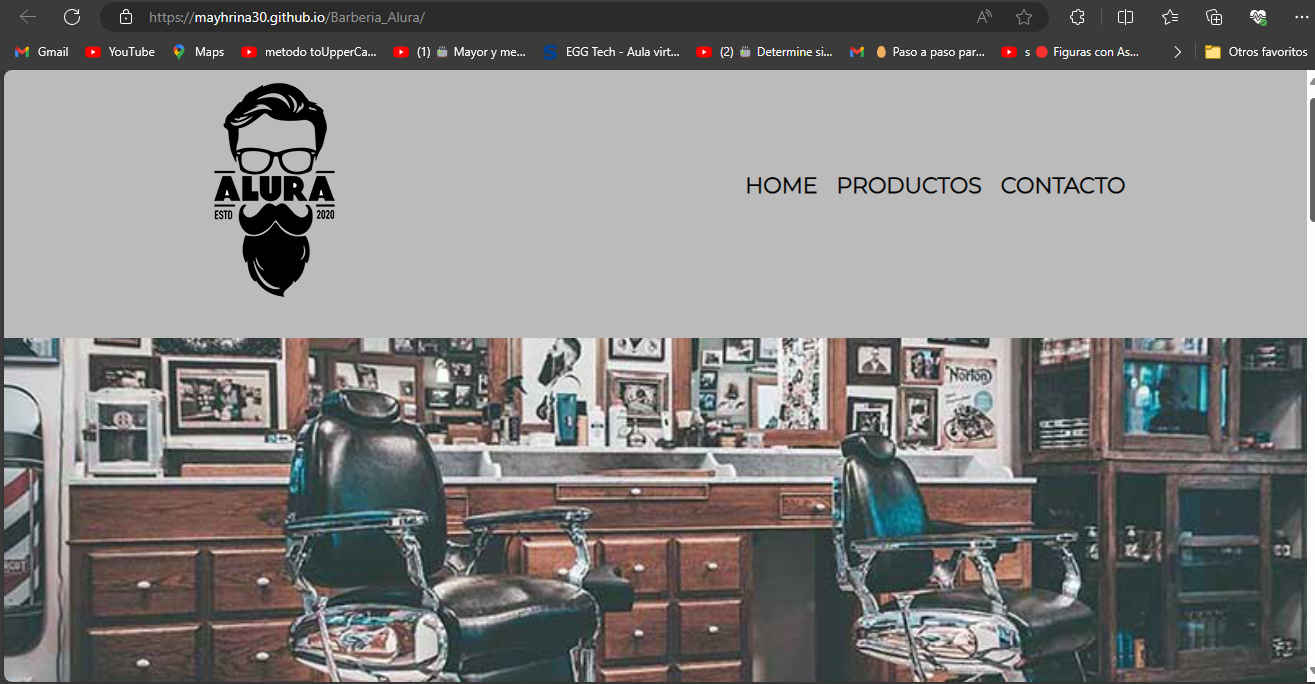 https://mayhrina30.github.io/Barberia_Alura/
Gmail YouTube Maps metodo toUpperCa... (1) Mayor y me... EGG Tech - Aula virt... (2) Determine si... Paso a paso par... s Figuras con As... Otros favoritos
ALURA
ESTD 2020
HOME PRODUCTOS CONTACTO
Norton